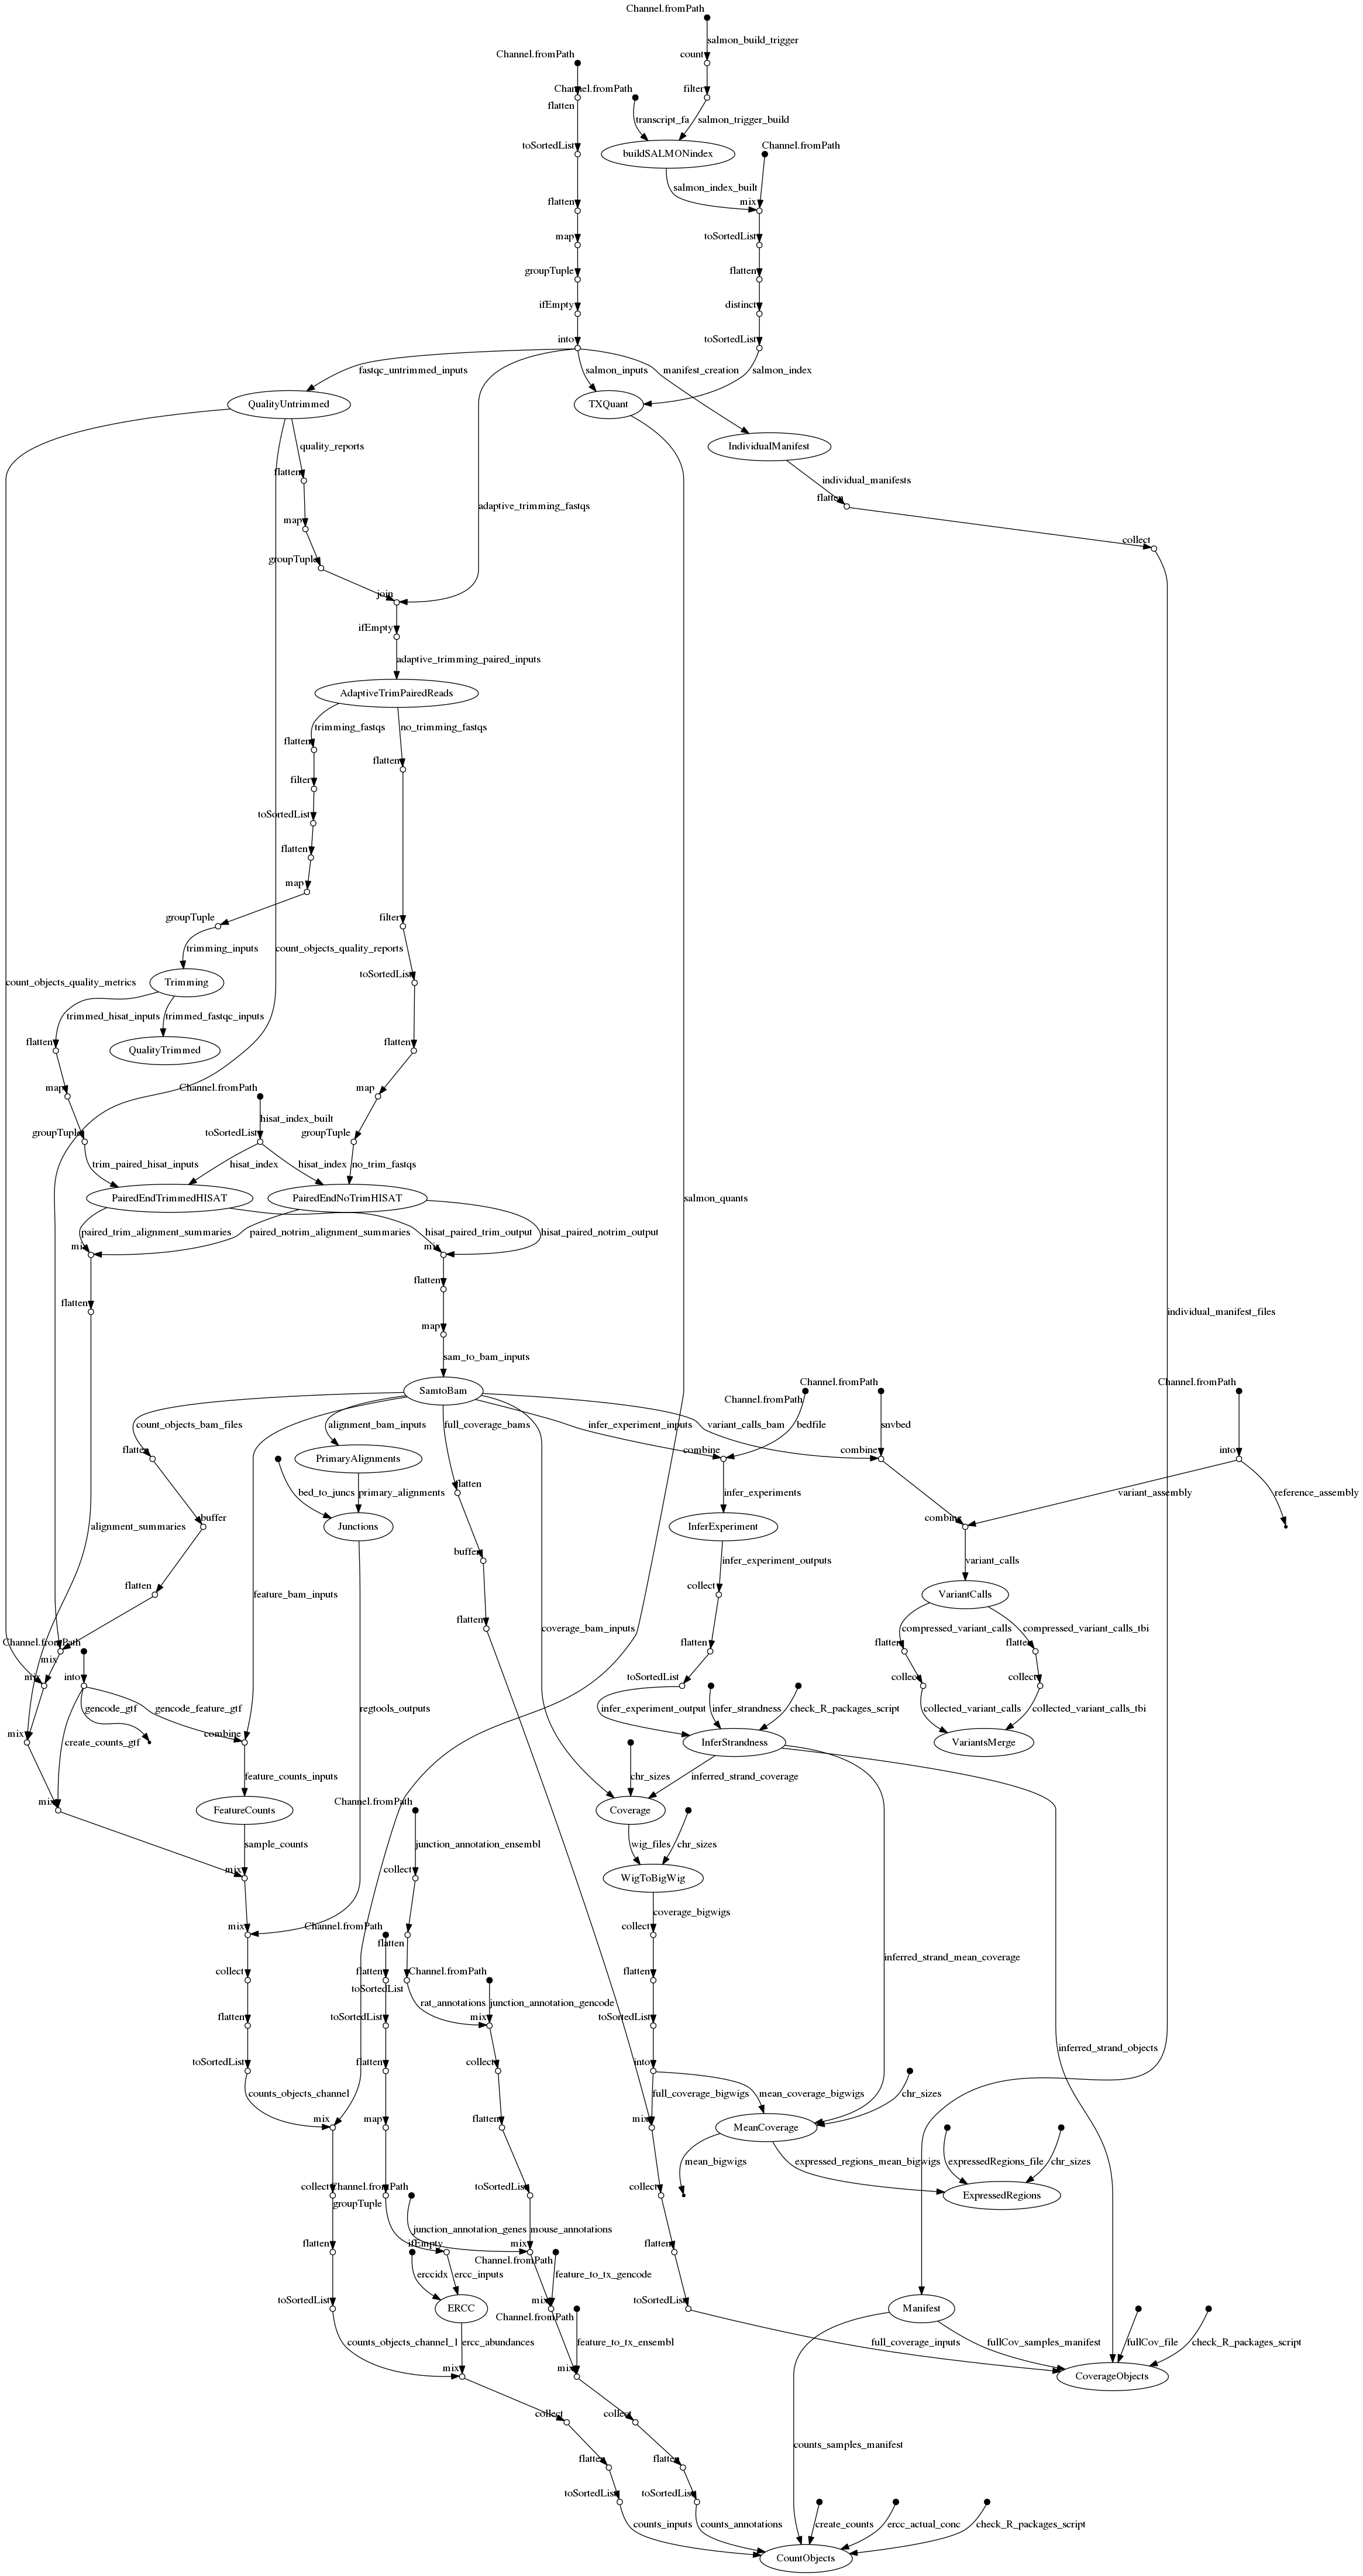 Channel.fromPath
salmon_build_trigger
count
Channel.fromPath
filter
Channel.fromPath
flatten
transcript_fa
salmon_trigger_build
toSortedList
buildSALMONindex
Channel.fromPath
salmon_index_built
flatten
mix
map
toSortedList
groupTuple
flatten
ifEmpty
distinct
into
toSortedList
fastqc_untrimmed_inputs
salmon_inputs
manifest_creation
salmon_index
QualityUntrimmed
TXQuant
quality_reports
IndividualManifest
flatten
individual_manifests
flatten
adaptive_trimming_fastqs
map
collect
groupTuple
join
ifEmpty
adaptive_trimming_paired_inputs
AdaptiveTrimPairedReads
trimming_fastqs
no_trimming_fastqs
flatten
flatten
filter
toSortedList
flatten
map
groupTuple
filter
trimming_inputs
count_objects_quality_reports
count_objects_quality_metrics
Trimming
toSortedList
trimmed_hisat_inputs
trimmed_fastqc_inputs
flatten
QualityTrimmed
flatten
map
Channel.fromPath
map
hisat_index_built
groupTuple
toSortedList
groupTuple
trim_paired_hisat_inputs
hisat_index
hisat_index
no_trim_fastqs
PairedEndTrimmedHISAT
PairedEndNoTrimHISAT
salmon_quants
paired_trim_alignment_summaries
paired_notrim_alignment_summaries
hisat_paired_trim_output
hisat_paired_notrim_output
mix
mix
flatten
flatten
individual_manifest_files
map
sam_to_bam_inputs
SamtoBam
Channel.fromPath
Channel.fromPath
Channel.fromPath
count_objects_bam_files
alignment_bam_inputs
full_coverage_bams
infer_experiment_inputs
variant_calls_bam
bedfile
snvbed
flatten
PrimaryAlignments
combine
combine
into
bed_to_juncs
primary_alignments
flatten
infer_experiments
variant_assembly
reference_assembly
alignment_summaries
buffer
Junctions
InferExperiment
combine
buffer
infer_experiment_outputs
variant_calls
flatten
feature_bam_inputs
collect
VariantCalls
flatten
coverage_bam_inputs
compressed_variant_calls
compressed_variant_calls_tbi
Channel.fromPath
mix
flatten
flatten
flatten
mix
into
toSortedList
collect
collect
gencode_gtf
gencode_feature_gtf
regtools_outputs
infer_experiment_output
infer_strandness
check_R_packages_script
collected_variant_calls
collected_variant_calls_tbi
mix
create_counts_gtf
combine
InferStrandness
VariantsMerge
feature_counts_inputs
chr_sizes
inferred_strand_coverage
mix
FeatureCounts
Channel.fromPath
Coverage
sample_counts
junction_annotation_ensembl
wig_files
chr_sizes
mix
collect
WigToBigWig
coverage_bigwigs
mix
Channel.fromPath
flatten
collect
inferred_strand_mean_coverage
collect
flatten
toSortedList
Channel.fromPath
flatten
rat_annotations
junction_annotation_gencode
flatten
toSortedList
mix
toSortedList
toSortedList
flatten
collect
into
inferred_strand_objects
counts_objects_channel
full_coverage_bigwigs
mean_coverage_bigwigs
chr_sizes
mix
map
flatten
mix
MeanCoverage
mean_bigwigs
expressed_regions_mean_bigwigs
expressedRegions_file
chr_sizes
collect
Channel.fromPath
groupTuple
toSortedList
collect
ExpressedRegions
junction_annotation_genes
mouse_annotations
flatten
ifEmpty
mix
Channel.fromPath
flatten
erccidx
ercc_inputs
feature_to_tx_gencode
toSortedList
ERCC
mix
Channel.fromPath
toSortedList
Manifest
counts_objects_channel_1
ercc_abundances
feature_to_tx_ensembl
full_coverage_inputs
fullCov_samples_manifest
fullCov_file
check_R_packages_script
mix
mix
CoverageObjects
collect
collect
counts_samples_manifest
flatten
flatten
toSortedList
toSortedList
counts_inputs
counts_annotations
create_counts
ercc_actual_conc
check_R_packages_script
CountObjects